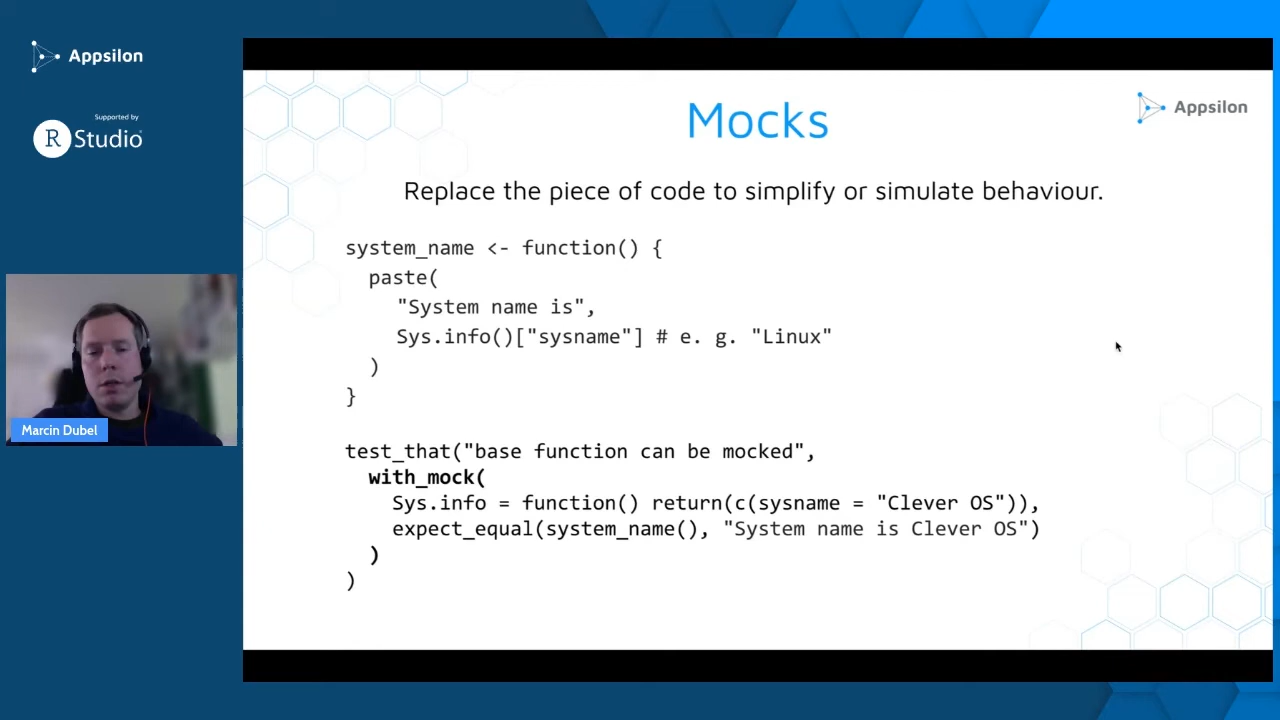 Appsilon
Supported by
R Studio®
Marcin Dubel
Mocks
Appsilon
Replace the piece of code to simplify or simulate behaviour.
system_name <- function() {
  paste(
    "System name is",
    Sys.info()["sysname"] # e. g. "Linux"
  )
}
test_that("base function can be mocked",
  with_mock(
    Sys.info = function() return(c(sysname = "Clever OS")),
    expect_equal(system_name(), "System name is Clever OS")
  )
)